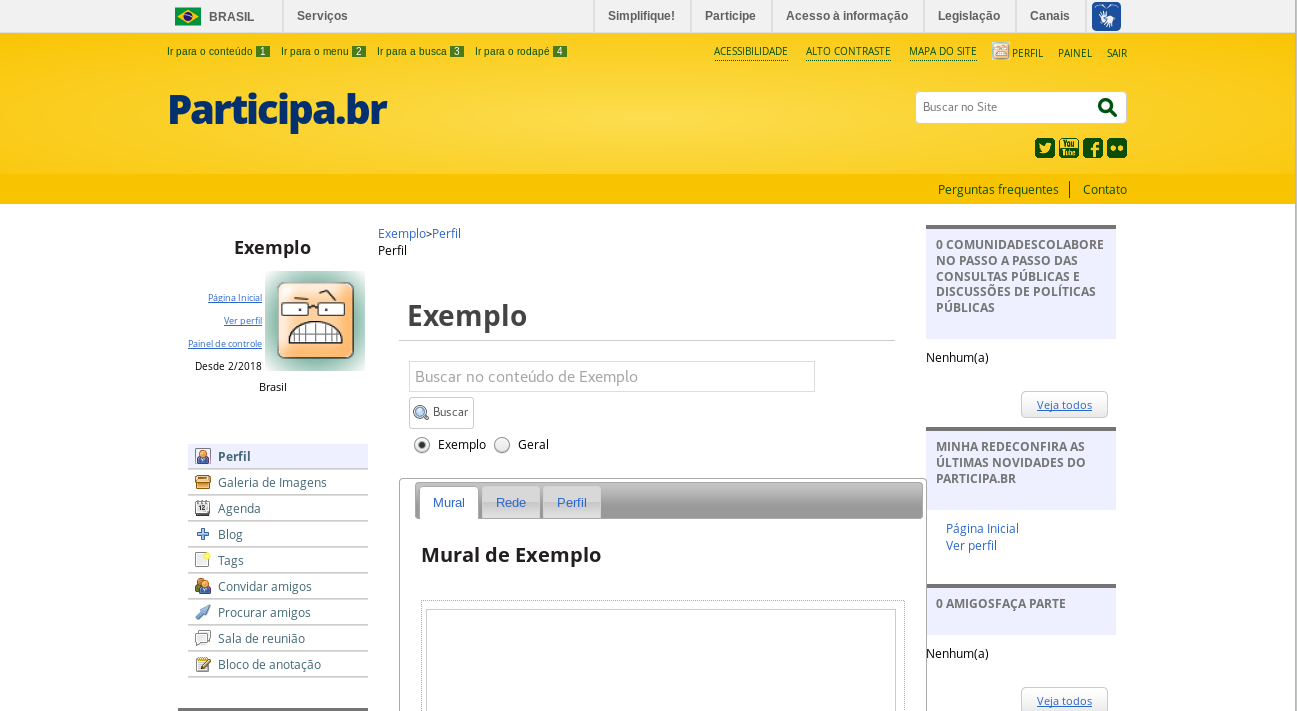 BRASIL Serviços Simplifique! Participe Acesso à informação Legislação Canais
Ir para o conteúdo 1 Ir para o menu 2 Ir para a busca 3 Ir para o rodapé 4 ACESSIBILIDADE ALTO CONTRASTE MAPA DO SITE PERFIL PAINEL SAIR
Participa.br
Buscar no Site
You
Tube
Perguntas frequentes Contato
Exemplo
Página Inicial
Ver perfil
Painel de controle
Desde 2/2018
Brasil
Perfil
Galeria de Imagens
12
Agenda
Blog
Tags
Convidar amigos
Procurar amigos
Sala de reunião
Bloco de anotação
Exemplo>Perfil
Perfil
Exemplo
Buscar no conteúdo de Exemplo
Buscar
Exemplo Geral
Mural Rede Perfil
Mural de Exemplo
0 COMUNIDADESCOLABORE
NO PASSO A PASSO DAS
CONSULTAS PÚBLICAS E
DISCUSSÕES DE POLÍTICAS
PÚBLICAS
Nenhum(a)
Veja todos
MINHA REDECONFIRA AS
ÚLTIMAS NOVIDADES DO
PARTICIPA.BR
Página Inicial
Ver perfil
0 AMIGOSFAÇA PARTE
Nenhum(a)
Veja todos